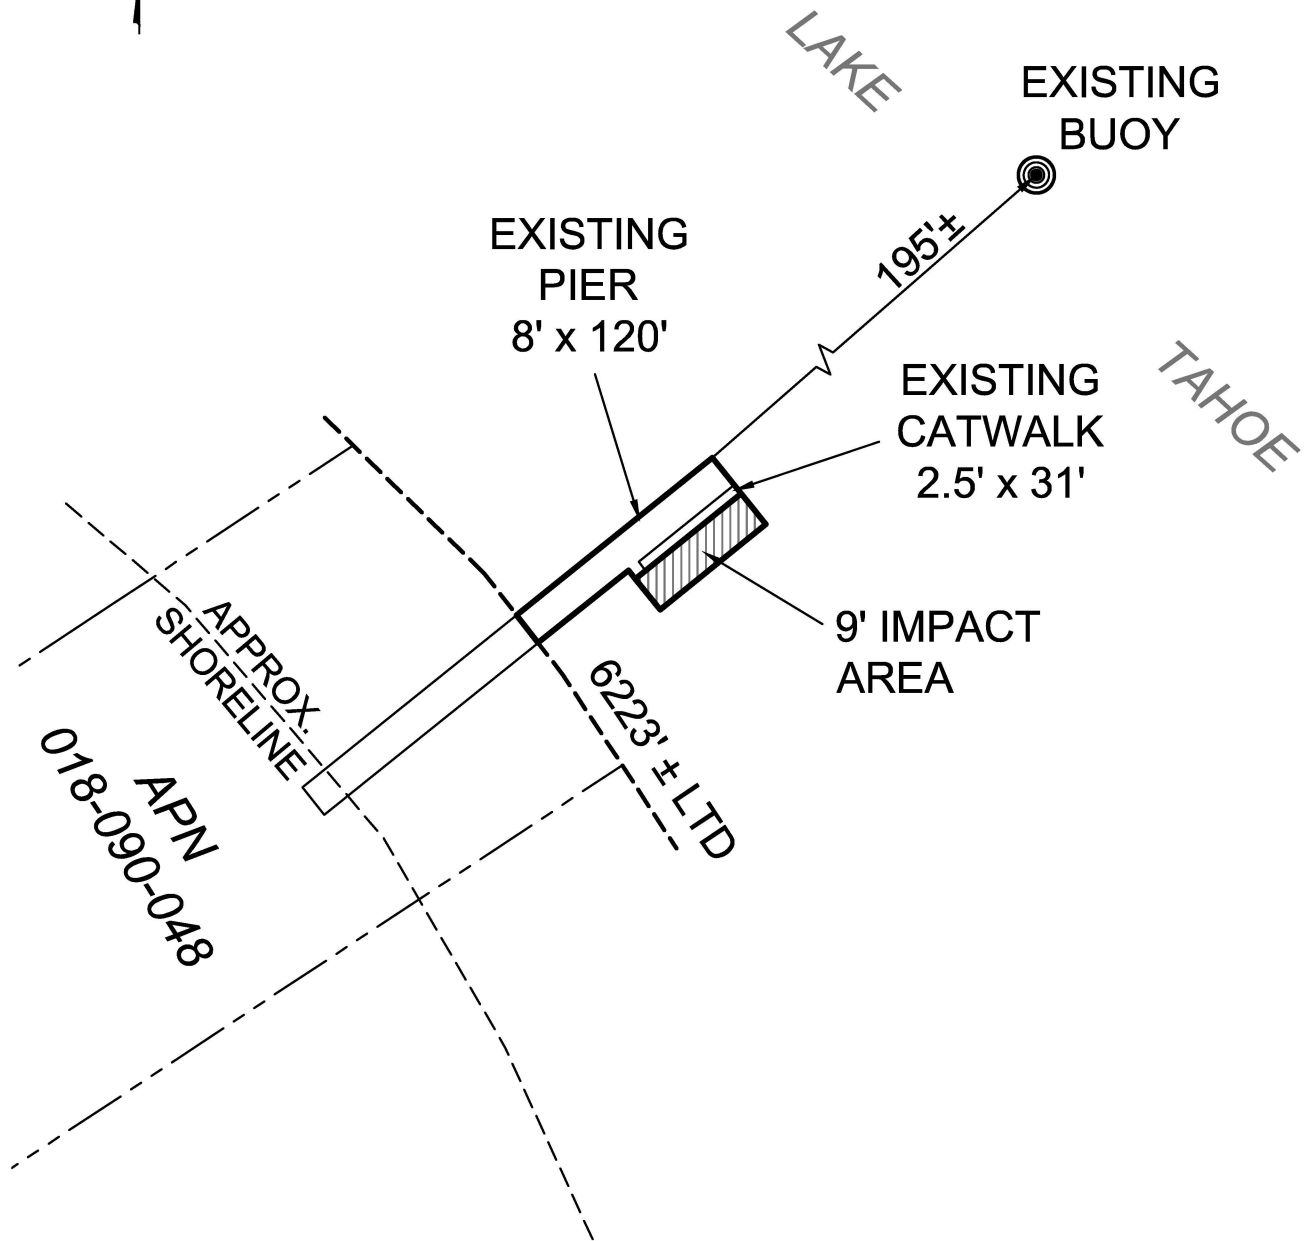 LAKE
EXISTING
BUOY
195'±
EXISTING
PIER
8' x 120'
EXISTING
CATWALK
2.5' x 31'
TAHOE
9' IMPACT
AREA
APPROX.
SHORELINE
6223' ± LTD
APN
018-090-048